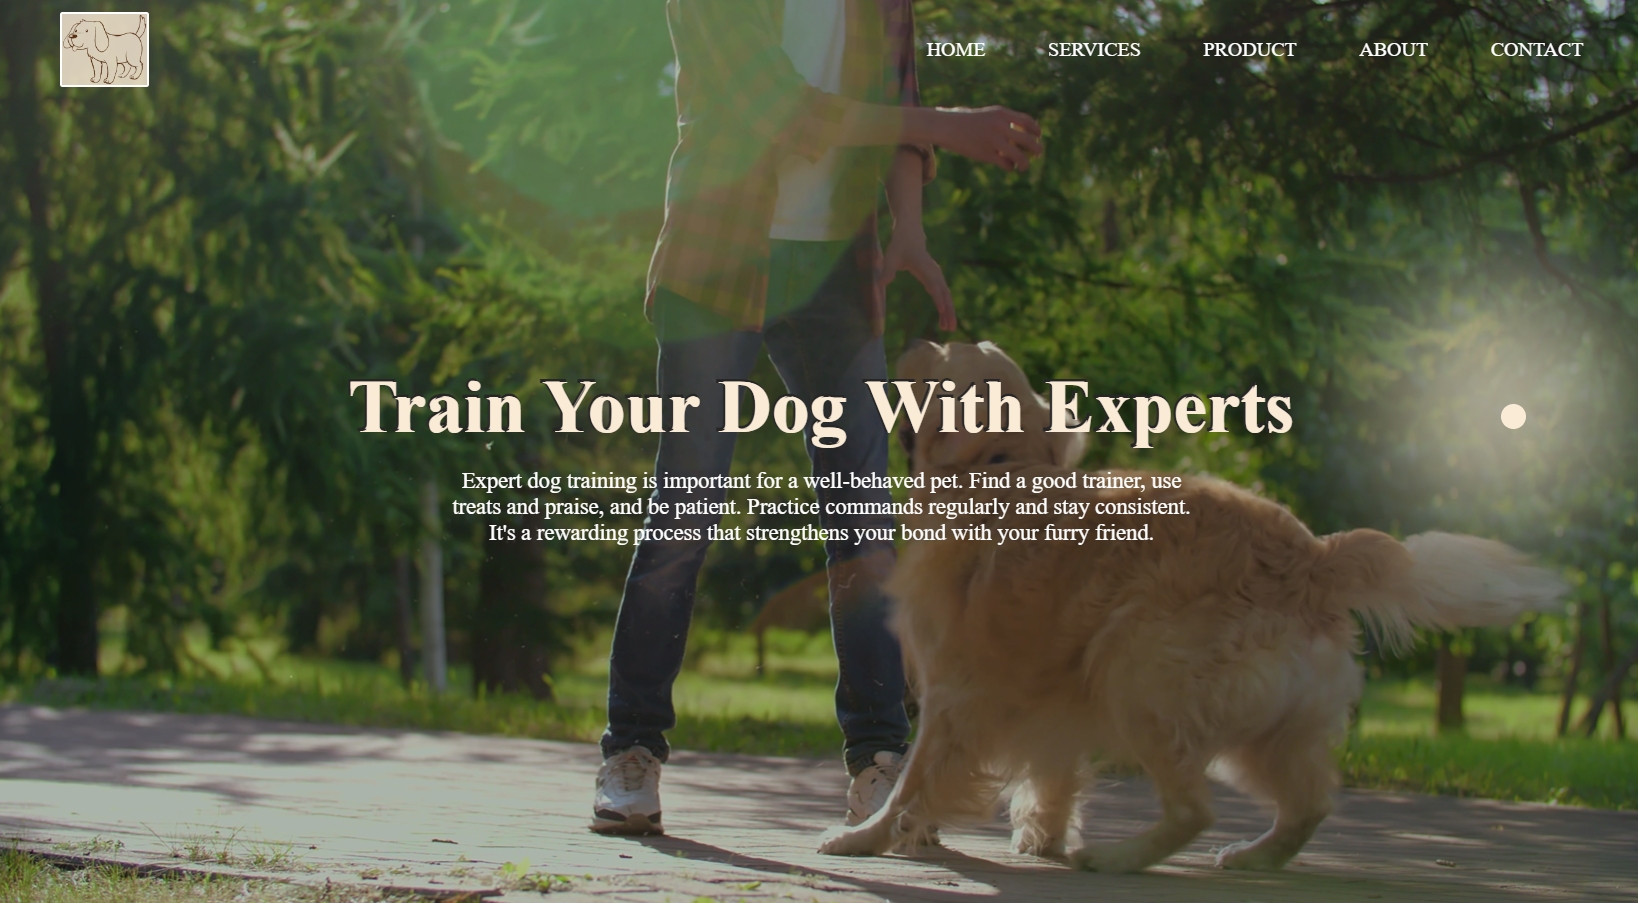 HOME SERVICES PRODUCT ABOUT CONTACT
Train Your Dog With Experts
Expert dog training is important for a well-behaved pet. Find a good trainer, use
treats and praise, and be patient. Practice commands regularly and stay consistent.
It's a rewarding process that strengthens your bond with your furry friend.